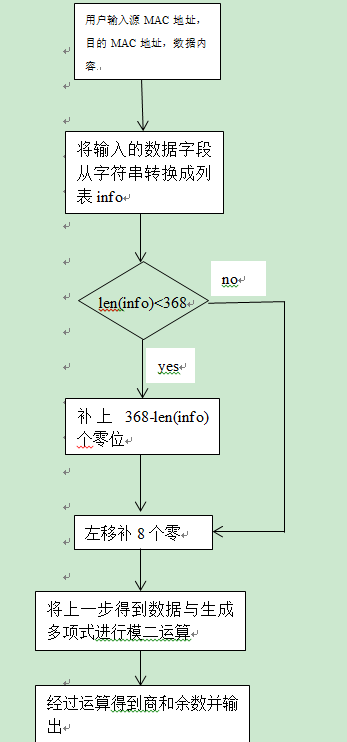 用户输入源 MAC 地址，
目的 MAC 地址，数据内
容.
将输入的数据字段
从字符串转换成列
表 info
len(info)<368
no
yes
补上 368-len(info)
个零位
左移补 8 个零
将上一步得到数据与生成
多项式进行模二运算
经过运算得到商和余数并输
出